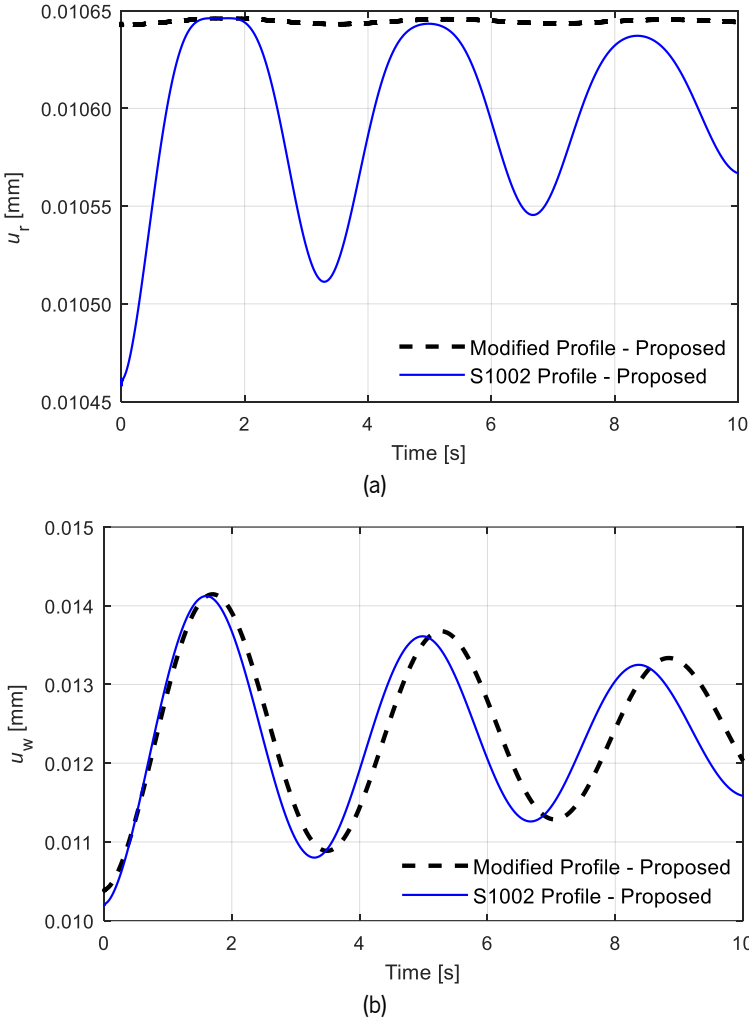 0.01065
0.01060
0.01055
0.01050
0.01045
u_r [mm]
Modified Profile - Proposed
S1002 Profile - Proposed
0 2 4 6 8 10
Time [s]
(a)
0.015
0.014
0.013
0.012
0.011
0.010
u_w [mm]
Modified Profile - Proposed
S1002 Profile - Proposed
0 2 4 6 8 10
Time [s]
(b)